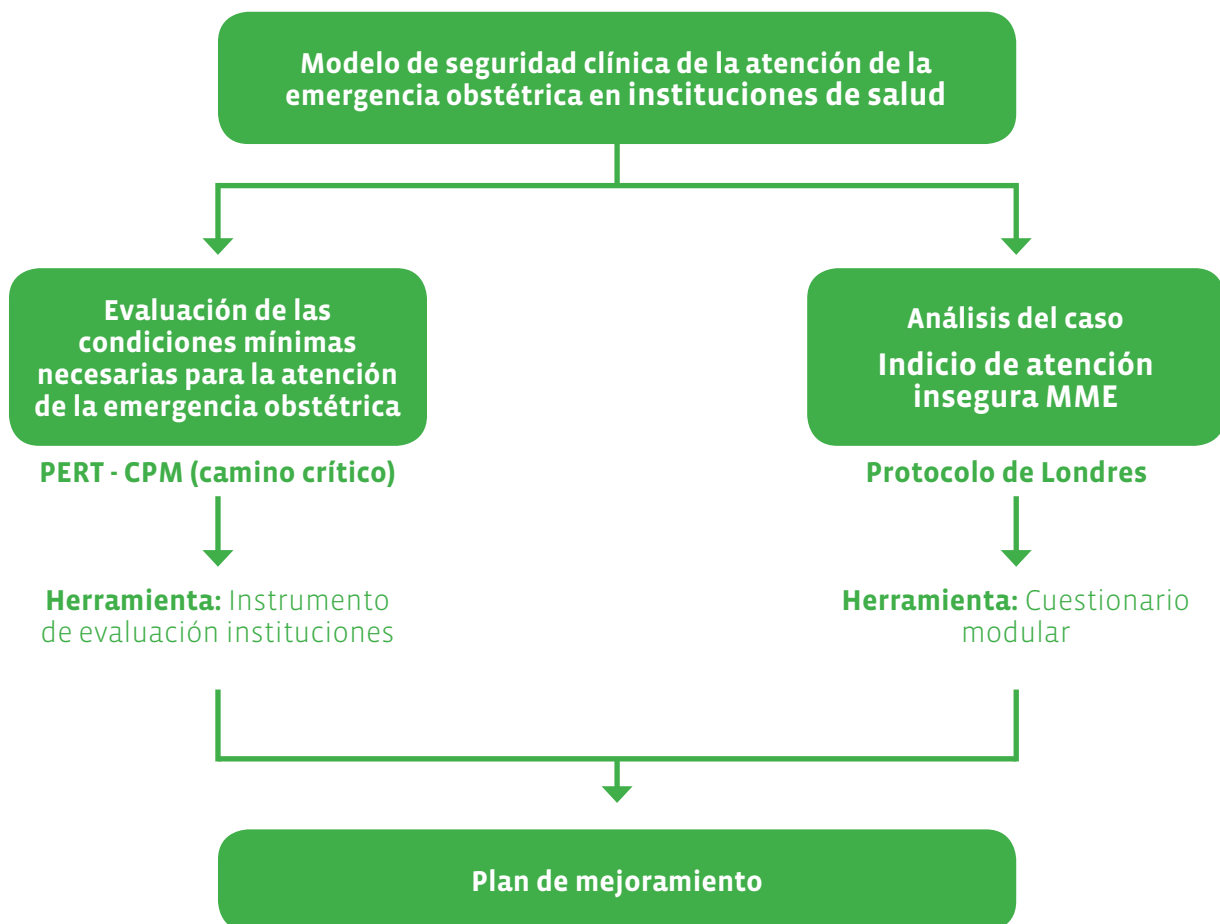 Modelo de seguridad clínica de la atención de la
emergencia obstétrica en instituciones de salud
Evaluación de las
condiciones mínimas
necesarias para la atención
de la emergencia obstétrica
PERT - CPM (camino crítico)
Herramienta: Instrumento
de evaluación instituciones
Análisis del caso
Indicio de atención
insegura MME
Protocolo de Londres
Herramienta: Cuestionario
modular
Plan de mejoramiento